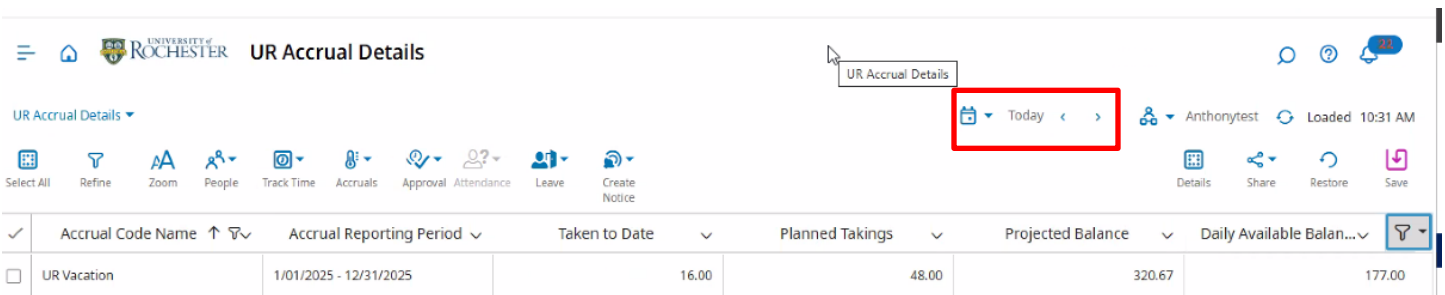 UNIVERSITY of
ROCHESTER
UR Accrual Details
22
UR Accrual Details
UR Accrual Details
Today
Anthonytest
Loaded 10:31 AM
Select All
Refine
Zoom
People
Track Time
Accruals
Approval
Attendance
Leave
Create
Notice
Details
Share
Restore
Save
Accrual Code Name
Accrual Reporting Period
Taken to Date
Planned Takings
Projected Balance
Daily Available Balan...
UR Vacation
1/01/2025 - 12/31/2025
16.00
48.00
320.67
177.00